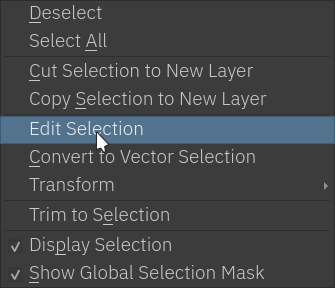 Deselect
Select All
Cut Selection to New Layer
Copy Selection to New Layer
Edit Selection
Convert to Vector Selection
Transform
Trim to Selection
Display Selection
Show Global Selection Mask